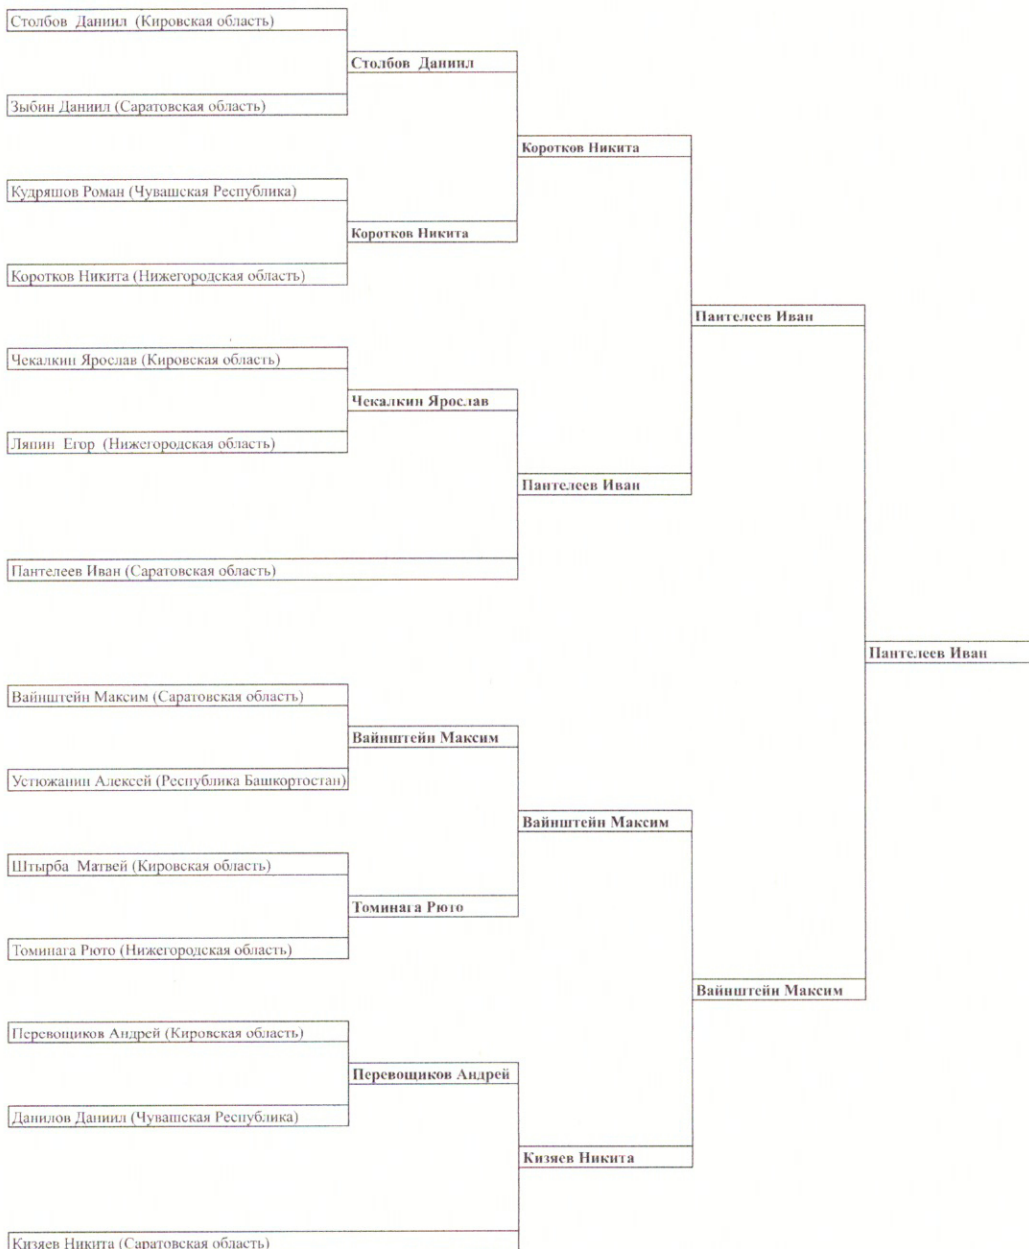 Столбов Даниил (Кировская область)
Столбов Даниил
Зыбин Даниил (Саратовская область)
Коротков Никита
Кудряшов Роман (Чувашская Республика)
Коротков Никита
Коротков Никита (Нижегородская область)
Пантелеев Иван
Чекалкин Ярослав (Кировская область)
Чекалкин Ярослав
Ляпин Егор (Нижегородская область)
Пантелеев Иван
Пантелеев Иван (Саратовская область)
Пантелеев Иван
Вайнштейн Максим (Саратовская область)
Вайнштейн Максим
Устюжанин Алексей (Республика Башкортостан)
Вайнштейн Максим
Штырба Матвей (Кировская область)
Томинага Рюто
Томинага Рюто (Нижегородская область)
Вайнштейн Максим
Перевощиков Андрей (Кировская область)
Перевощиков Андрей
Данилов Даниил (Чувашская Республика)
Кизяев Никита
Кизяев Никита (Саратовская область)